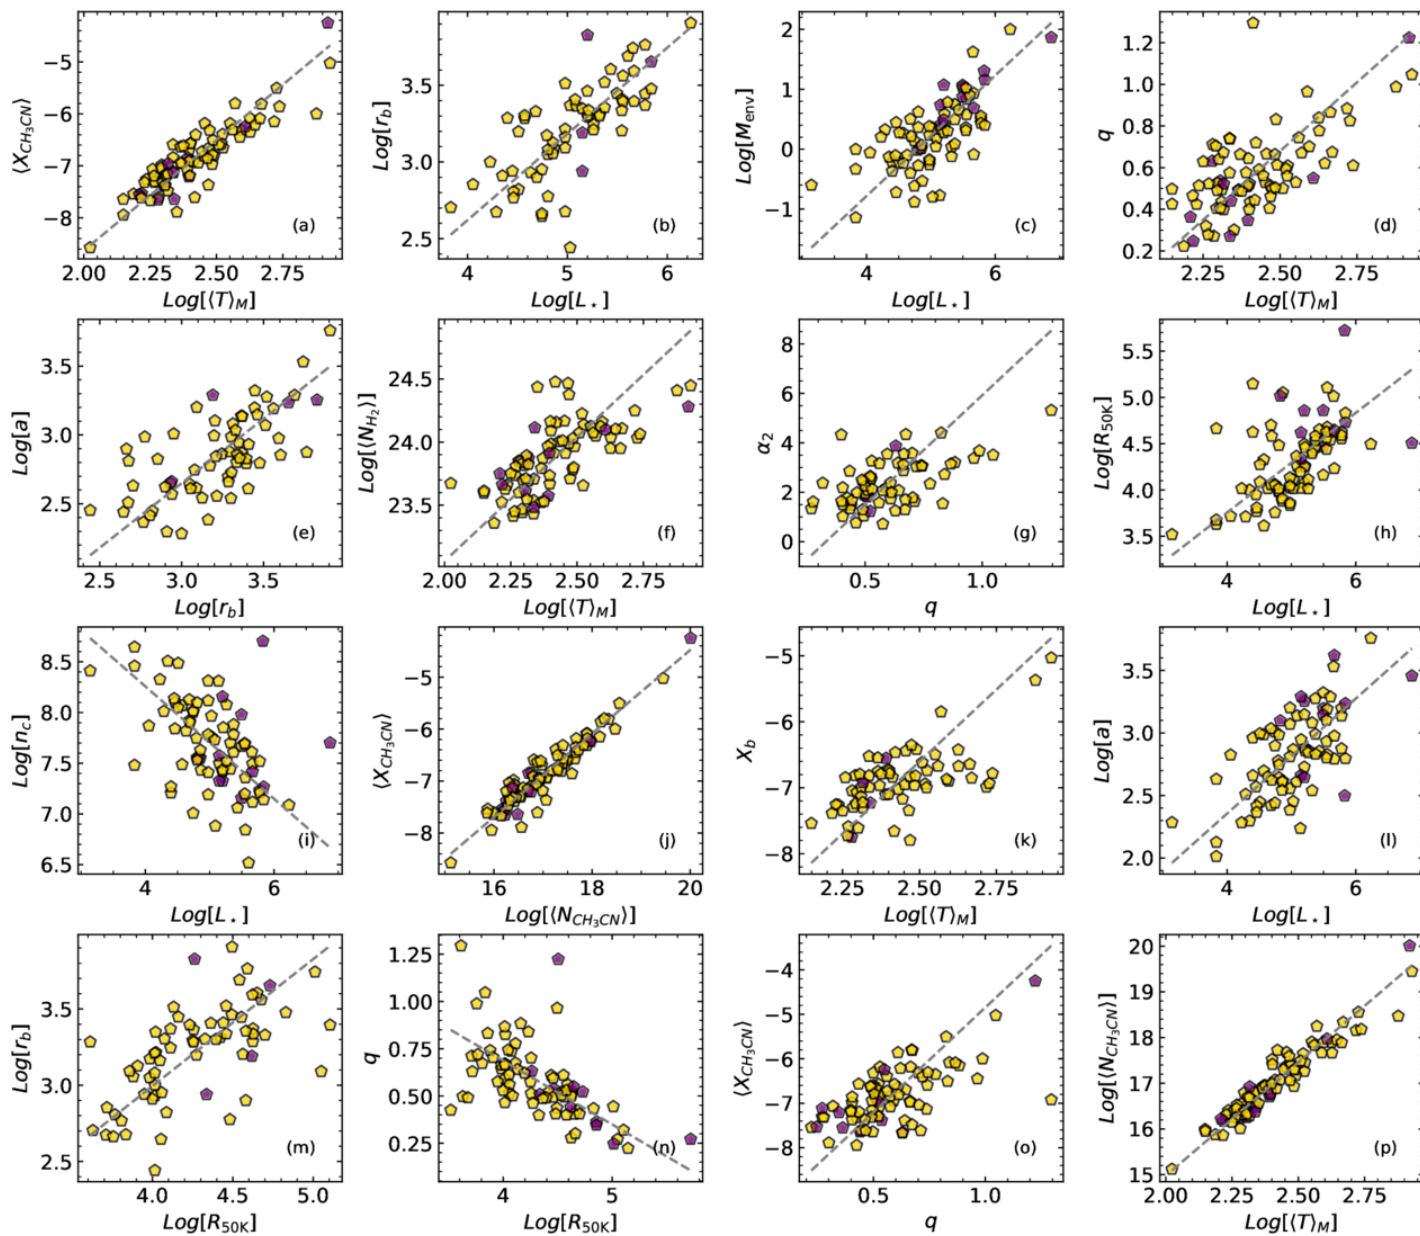 ⟨X_CH₃CN⟩
−5
−6
−7
−8
(a)
2.00 2.25 2.50 2.75
Log[⟨T⟩_M]
Log[r_b]
3.5
3.0
2.5
(b)
4 5 6
Log[L⋆]
Log[M_env]
2
1
0
−1
(c)
4 6
Log[L⋆]
q
1.2
1.0
0.8
0.6
0.4
0.2
(d)
2.25 2.50 2.75
Log[⟨T⟩_M]
Log[a]
3.5
3.0
2.5
(e)
2.5 3.0 3.5
Log[r_b]
Log[⟨N_H₂⟩]
24.5
24.0
23.5
(f)
2.00 2.25 2.50 2.75
Log[⟨T⟩_M]
α₂
8
6
4
2
0
(g)
0.5 1.0
q
Log[R_50K]
5.5
5.0
4.5
4.0
3.5
(h)
4 6
Log[L⋆]
Log[n_c]
8.5
8.0
7.5
7.0
6.5
(i)
4 6
Log[L⋆]
⟨X_CH₃CN⟩
−5
−6
−7
−8
(j)
16 18 20
Log[⟨N_CH₃CN⟩]
X_b
−5
−6
−7
−8
(k)
2.25 2.50 2.75
Log[⟨T⟩_M]
Log[a]
3.5
3.0
2.5
2.0
(l)
4 6
Log[L⋆]
Log[r_b]
3.5
3.0
2.5
(m)
4.0 4.5 5.0
Log[R_50K]
q
1.25
1.00
0.75
0.50
0.25
(n)
4 5
Log[R_50K]
⟨X_CH₃CN⟩
−4
−5
−6
−7
−8
(o)
0.5 1.0
q
Log[⟨N_CH₃CN⟩]
20
19
18
17
16
15
(p)
2.00 2.25 2.50 2.75
Log[⟨T⟩_M]